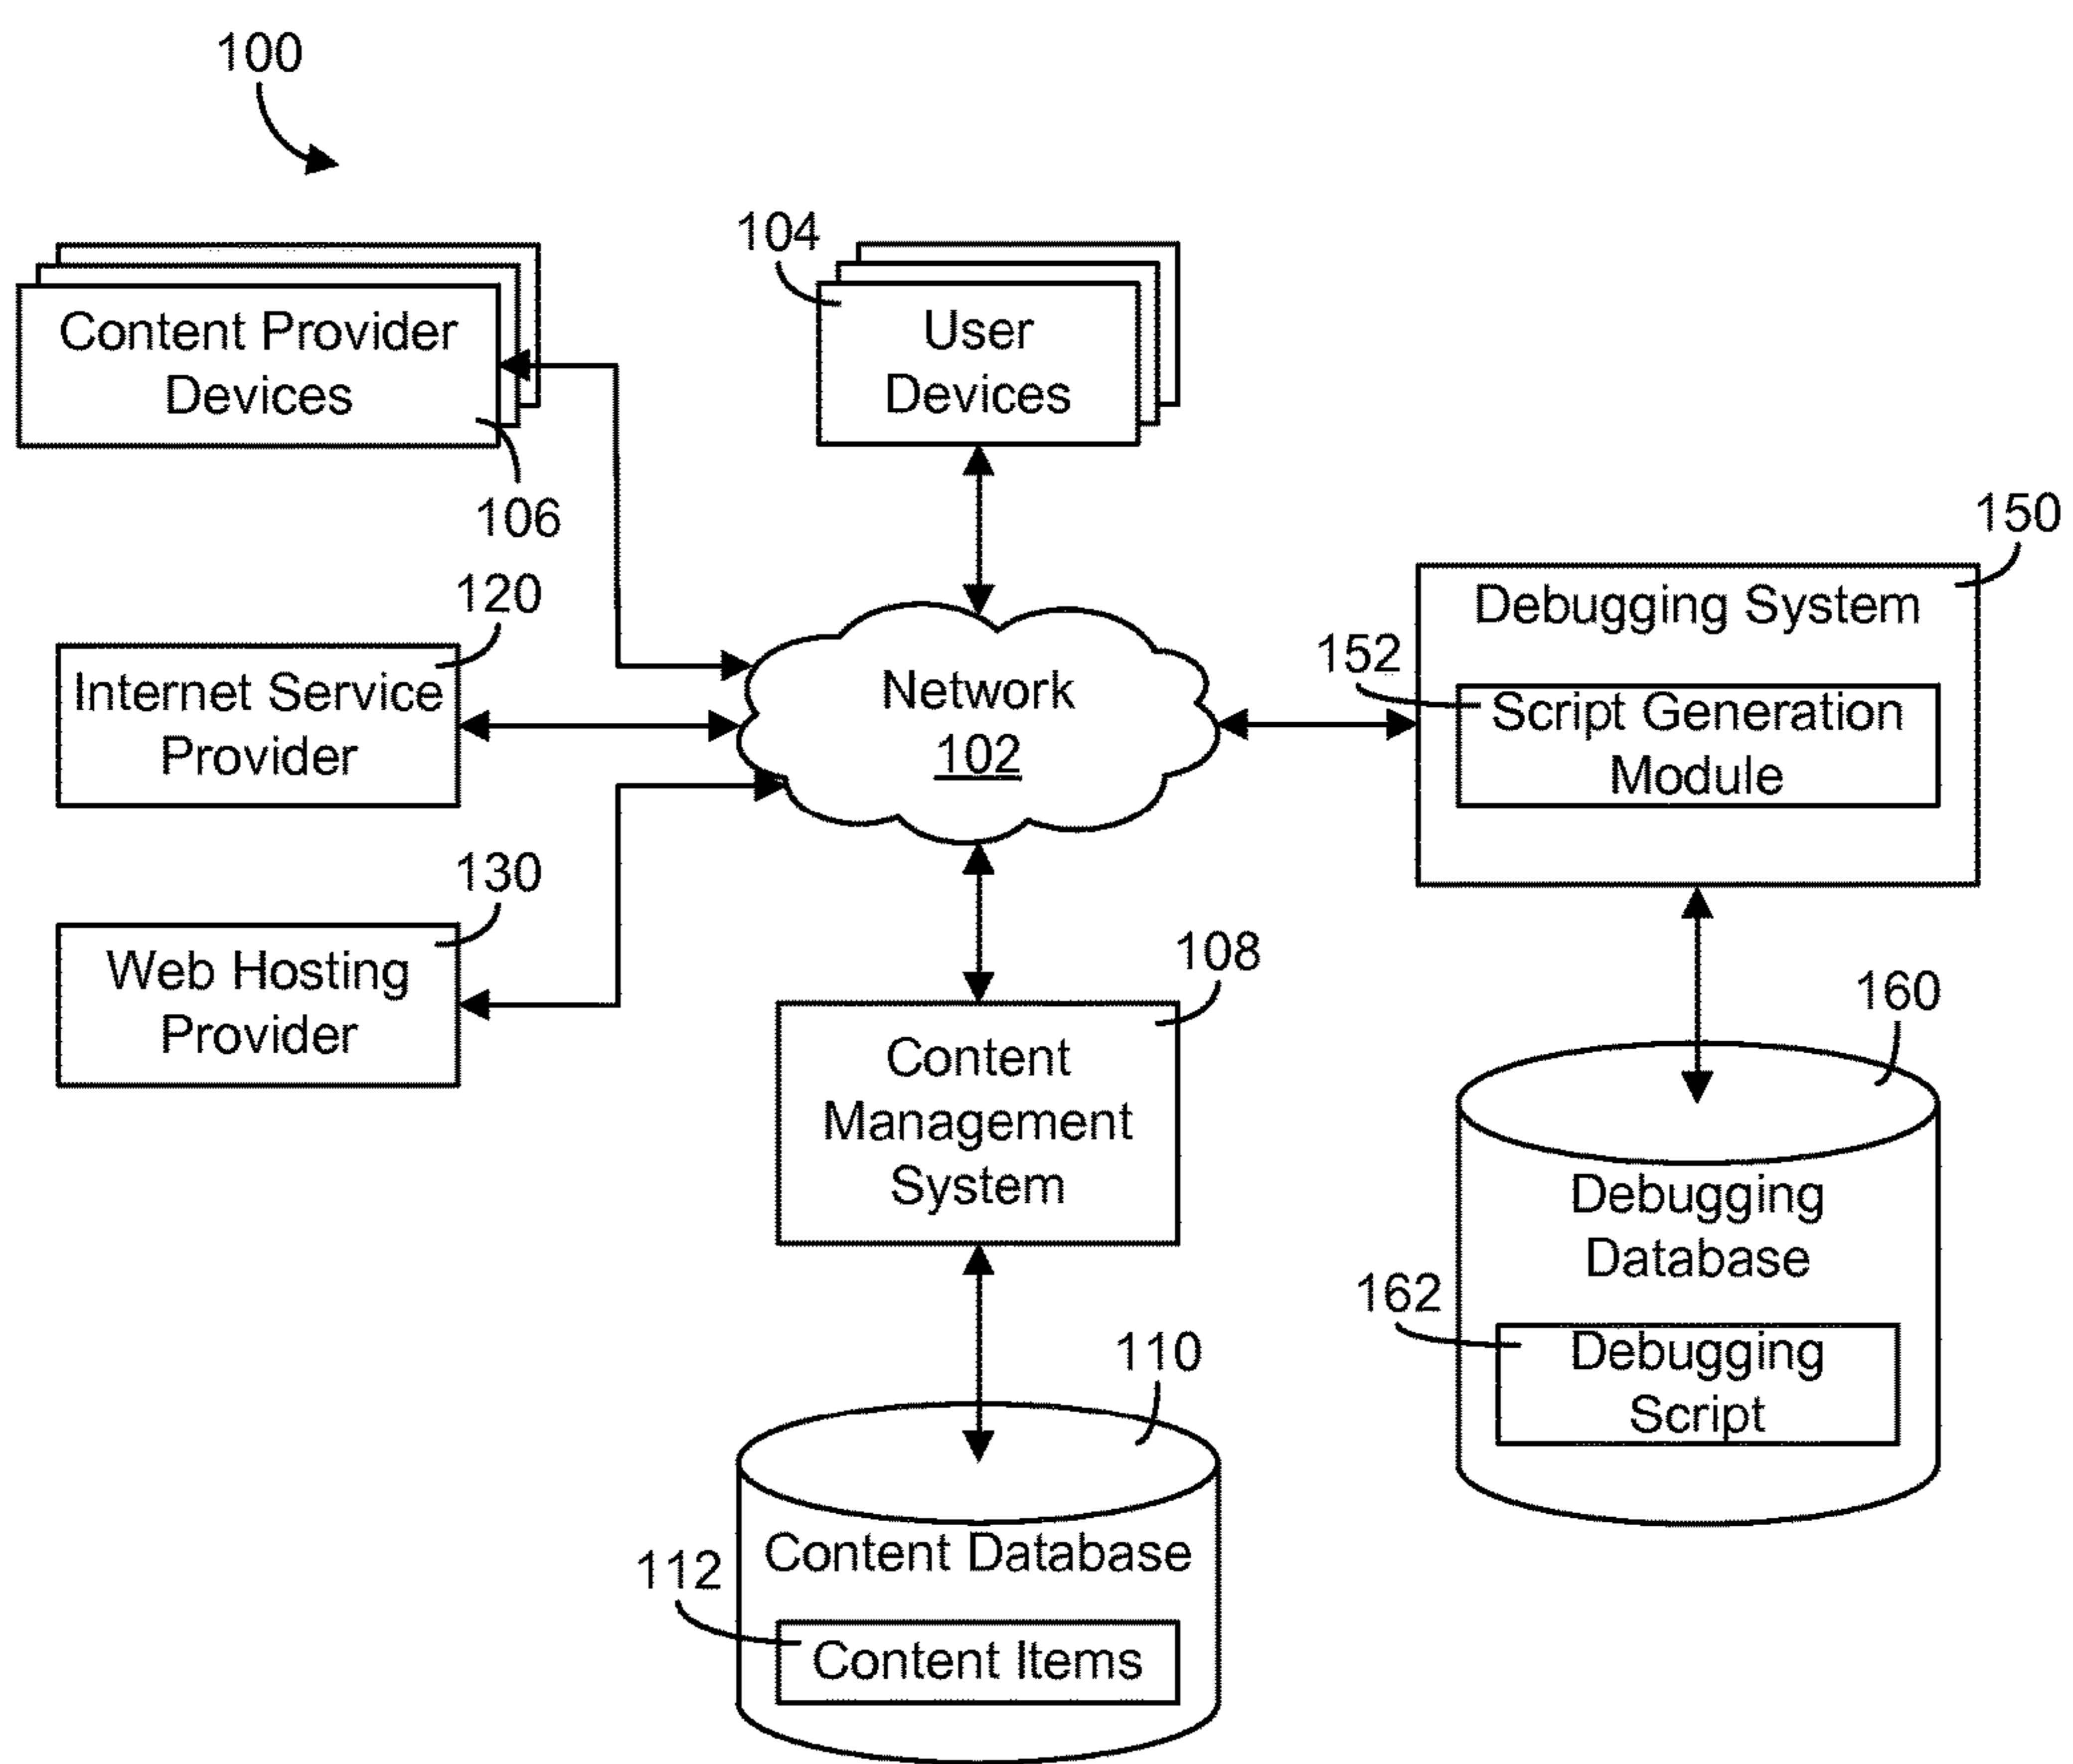 100
104
Content Provider
Devices
User
Devices
106
150
120
Debugging System
152
Internet Service
Provider
Network
102
Script Generation
Module
130
108
Web Hosting
Provider
160
Content
Management
System
Debugging
Database
162
110
Debugging
Script
112
Content Database
Content Items